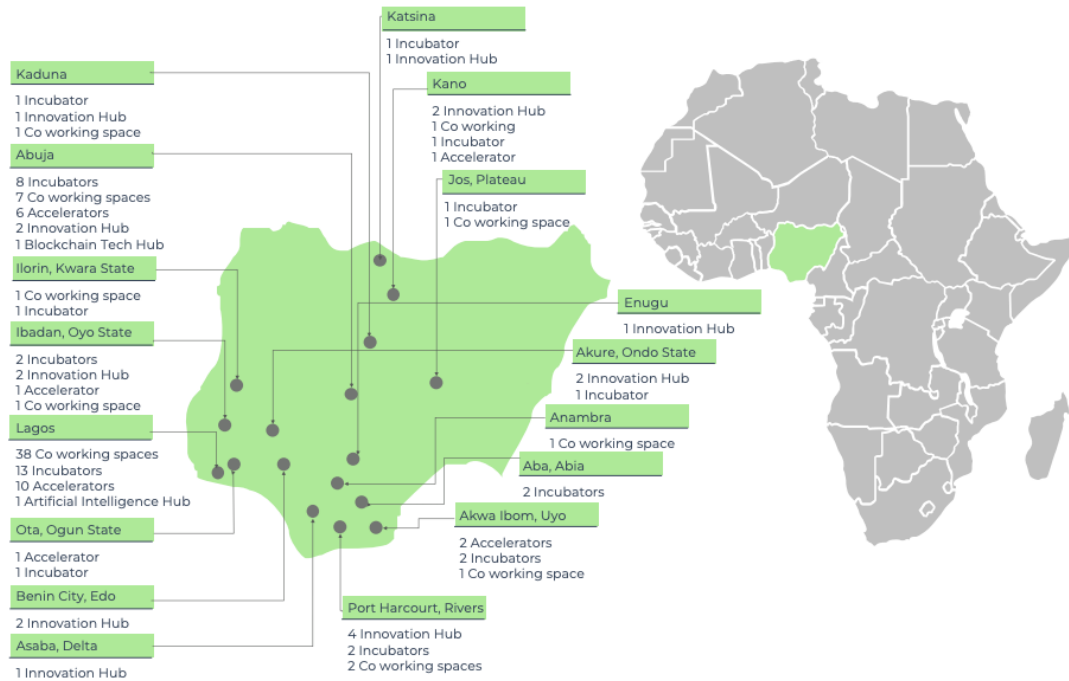 Katsina
1 Incubator
1 Innovation Hub
Kaduna
1 Incubator
1 Innovation Hub
1 Co working space
Kano
2 Innovation Hub
1 Co working
1 Incubator
1 Accelerator
Abuja
8 Incubators
7 Co working spaces
6 Accelerators
2 Innovation Hub
1 Blockchain Tech Hub
Jos, Plateau
1 Incubator
1 Co working space
Ilorin, Kwara State
1 Co working space
1 Incubator
Enugu
1 Innovation Hub
Ibadan, Oyo State
2 Incubators
2 Innovation Hub
1 Accelerator
1 Co working space
Akure, Ondo State
2 Innovation Hub
1 Incubator
Anambra
1 Co working space
Lagos
38 Co working spaces
13 Incubators
10 Accelerators
1 Artificial Intelligence Hub
Aba, Abia
2 Incubators
Akwa Ibom, Uyo
2 Accelerators
2 Incubators
1 Co working space
Ota, Ogun State
1 Accelerator
1 Incubator
Benin City, Edo
2 Innovation Hub
Port Harcourt, Rivers
4 Innovation Hub
2 Incubators
2 Co working spaces
Asaba, Delta
1 Innovation Hub